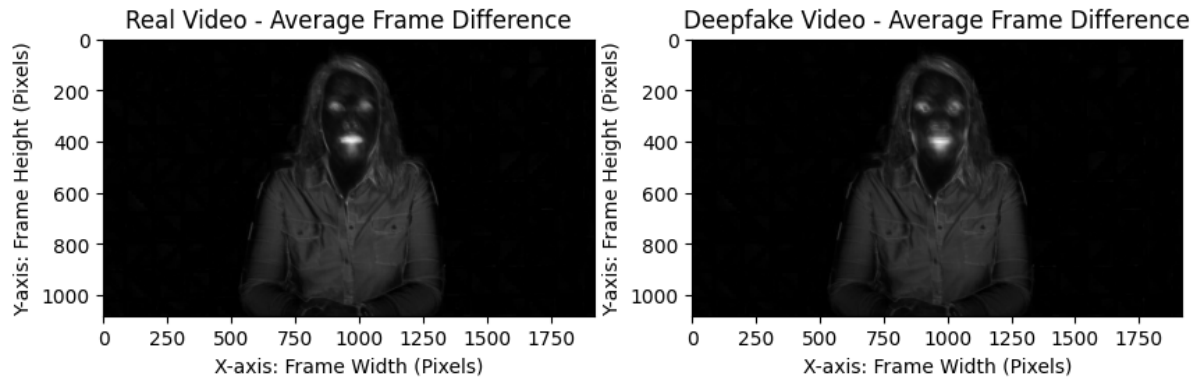 Real Video - Average Frame Difference
Y-axis: Frame Height (Pixels)
0
200
400
600
800
1000
0 250 500 750 1000 1250 1500 1750
X-axis: Frame Width (Pixels)
Deepfake Video - Average Frame Difference
Y-axis: Frame Height (Pixels)
0
200
400
600
800
1000
0 250 500 750 1000 1250 1500 1750
X-axis: Frame Width (Pixels)